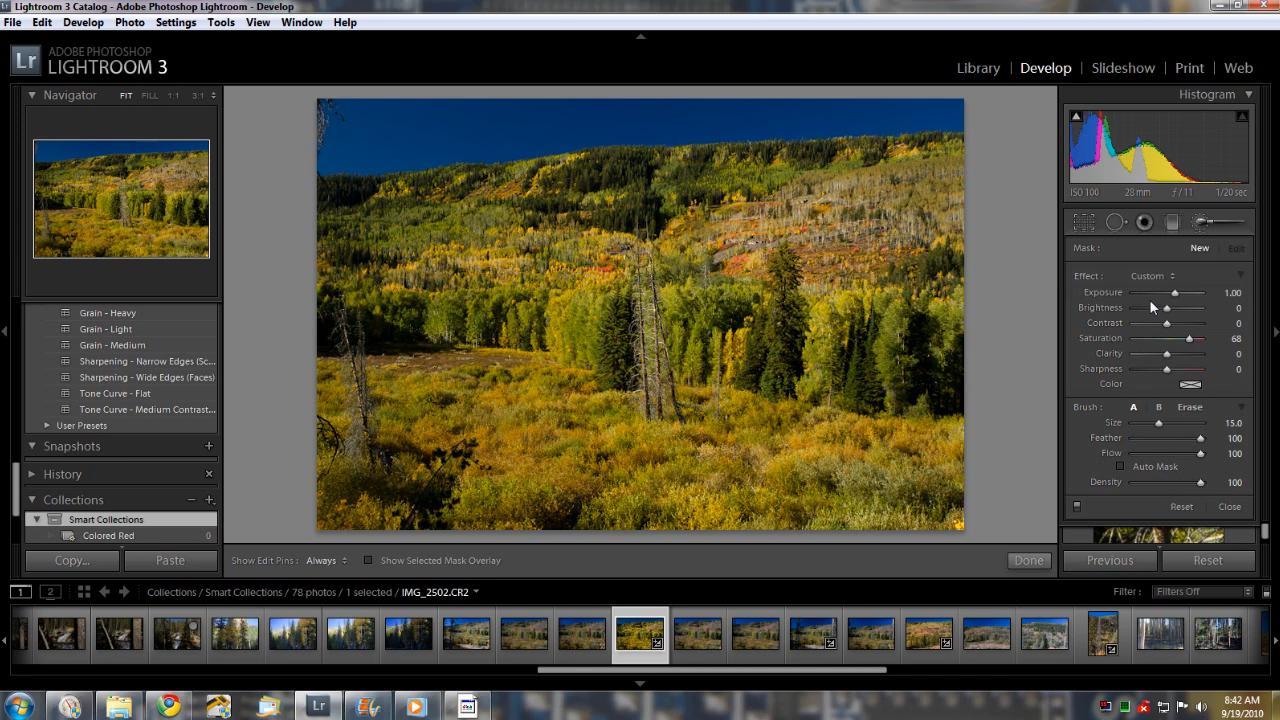 Lightroom 3 Catalog - Adobe Photoshop Lightroom - Develop
File Edit Develop Photo Settings Tools View Window Help
Lr ADOBE PHOTOSHOP
LIGHTROOM 3
Library | Develop | Slideshow | Print | Web
Navigator FIT FILL 1:1 3:1
Histogram
ISO 100 28 mm f / 11 1/20 sec
Mask : New Edit
Effect : Custom
Exposure 1.00
Brightness 0
Contrast 0
Saturation 68
Clarity 0
Sharpness 0
Color
Brush : A B Erase
Size 15.0
Feather 100
Flow 100
Auto Mask
Density 100
Reset Close
Grain - Heavy
Grain - Light
Grain - Medium
Sharpening - Narrow Edges (Sc...
Sharpening - Wide Edges (Faces)
Tone Curve - Flat
Tone Curve - Medium Contrast...
User Presets
Snapshots
History
Collections
Smart Collections
Colored Red 0
Copy... Paste
Show Edit Pins : Always Show Selected Mask Overlay Done
Previous Reset
1 2 Collections / Smart Collections / 78 photos / 1 selected / IMG_2502.CR2
Filter : Filters Off
Lr
8:42 AM
9/19/2010